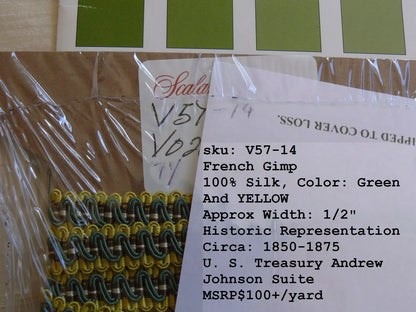 Scala
V57-14
V02
IPPED TO COVER LOSS.
sku: V57-14
French Gimp
100% Silk, Color: Green
And YELLOW
Approx Width: 1/2"
Historic Representation
Circa: 1850-1875
U. S. Treasury Andrew
Johnson Suite
MSRP$100+/yard